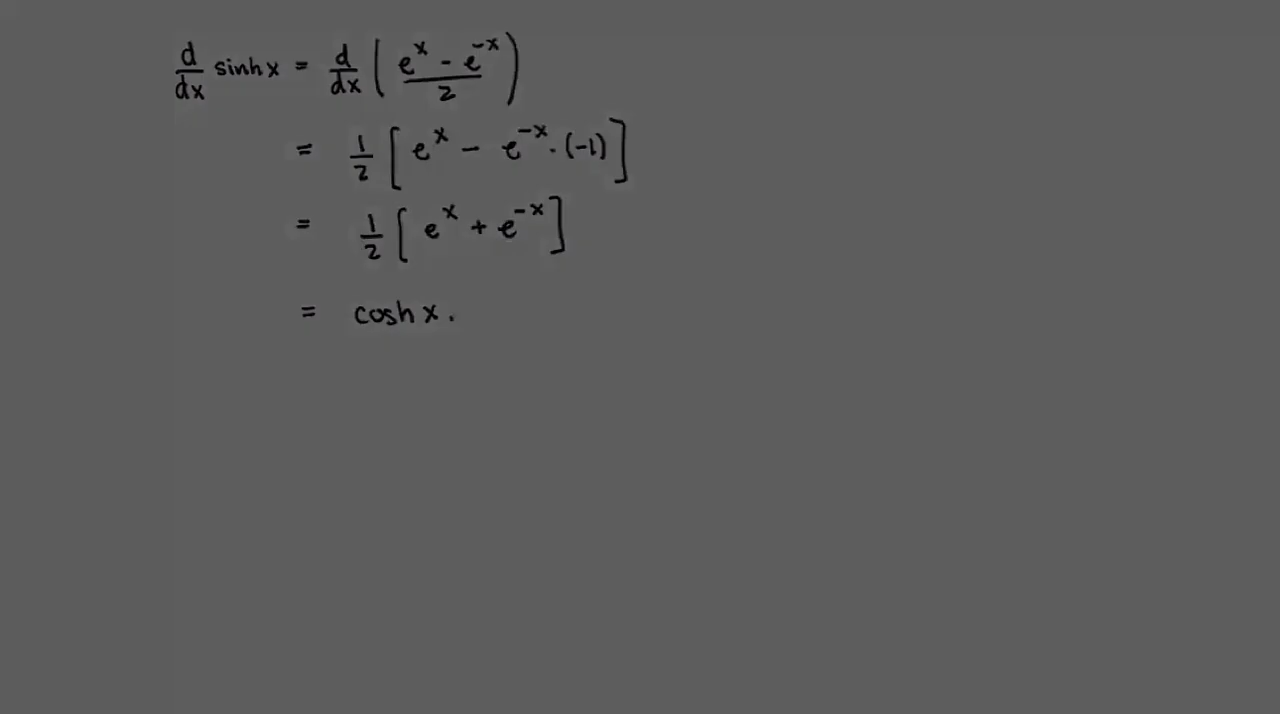 d/dx sinh x = d/dx ( (e^x - e^-x)/2 )
= 1/2 [ e^x - e^-x · (-1) ]
= 1/2 [ e^x + e^-x ]
= cosh x.